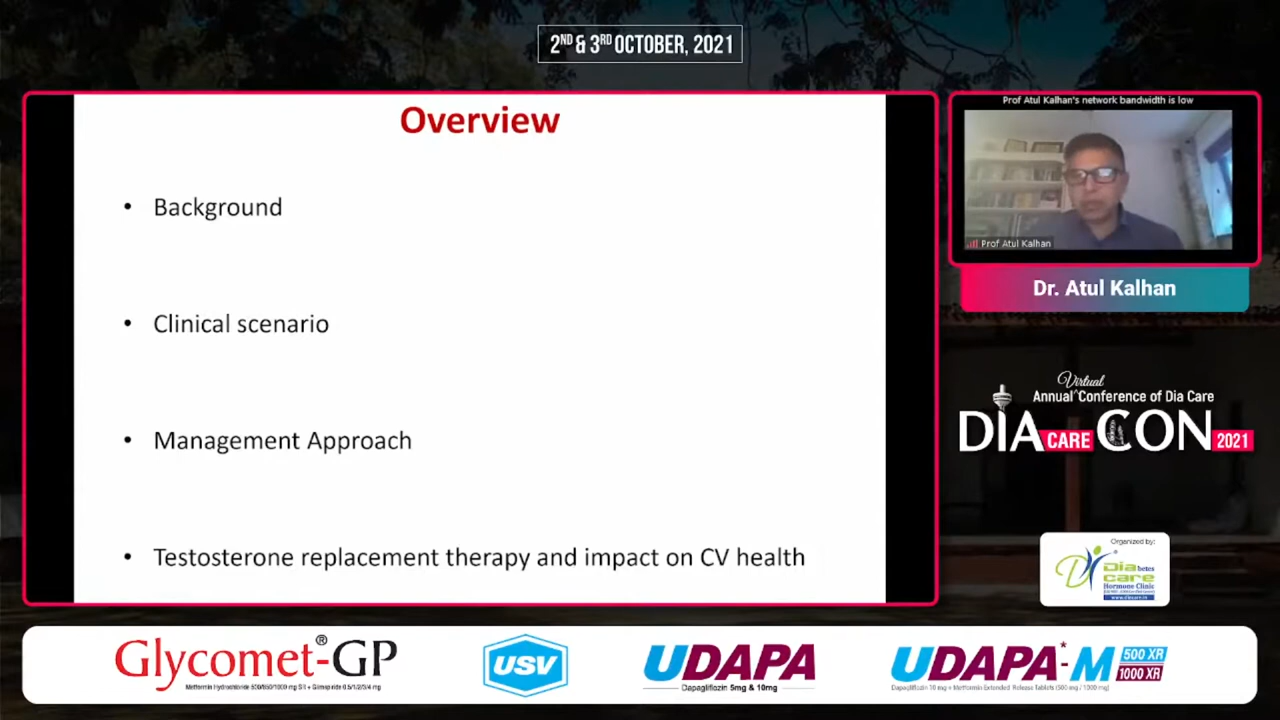 2ND & 3RD OCTOBER, 2021
Overview
• Background
• Clinical scenario
• Management Approach
• Testosterone replacement therapy and impact on CV health
Prof Atul Kalhan's network bandwidth is low
Prof Atul Kalhan
Dr. Atul Kalhan
Virtual
Annual^Conference of Dia Care
DIA CARE CON 2021
Organized by:
Diabetes
care
Hormone Clinic
Glycomet®-GP
Metformin Hydrochloride 500/850/1000 mg SR + Glimepiride 0.5/1/2/3/4 mg
USV
UDAPA
Dapagliflozin 5mg & 10mg
UDAPA*-M 500 XR
1000 XR
Dapagliflozin 10 mg + Metformin Extended Release Tablets (500 mg / 1000 mg)